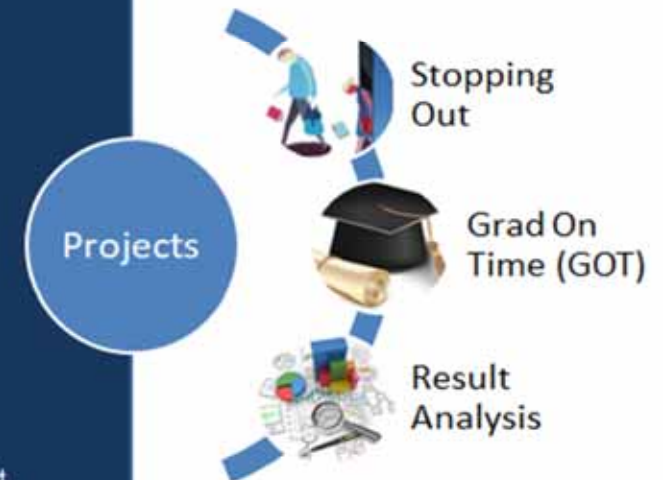 Projects
Stopping
Out
Grad On
Time (GOT)
Result
Analysis